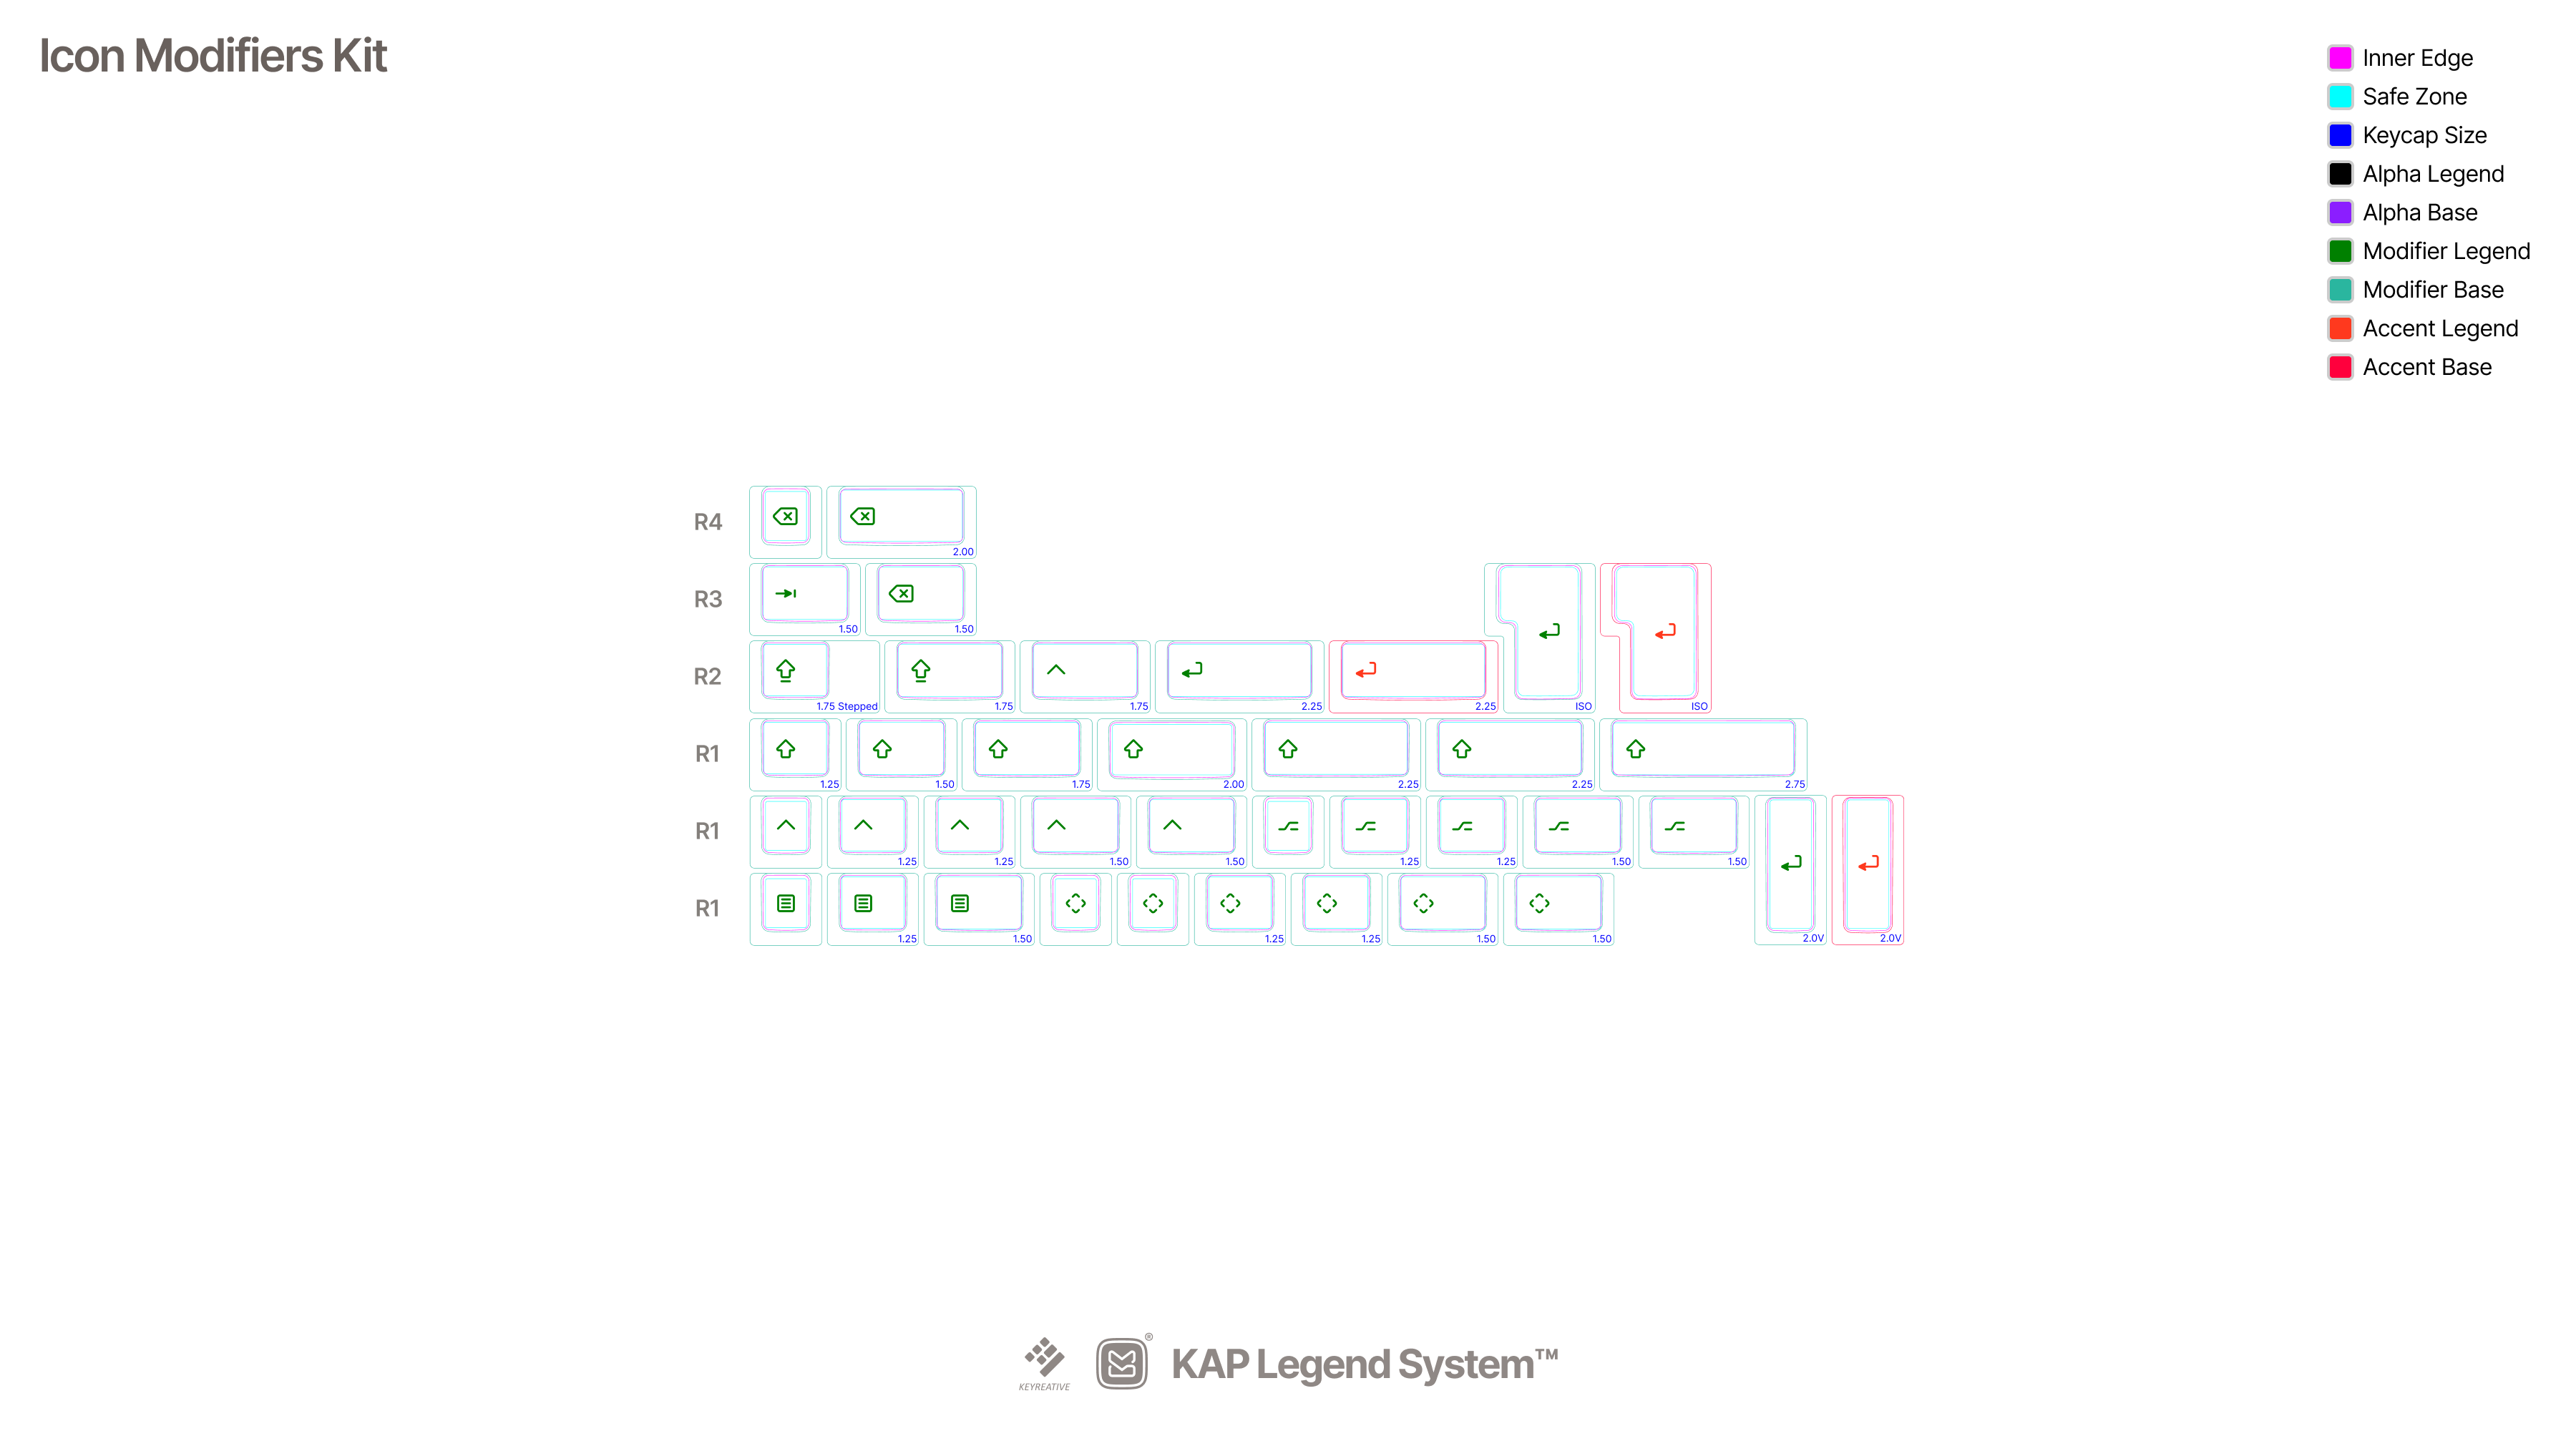 Icon Modifiers Kit
Inner Edge
Safe Zone
Keycap Size
Alpha Legend
Alpha Base
Modifier Legend
Modifier Base
Accent Legend
Accent Base
R4
2.00
R3
1.50
1.50
R2
1.75 Stepped
1.75
1.75
2.25
2.25
ISO
ISO
R1
1.25
1.50
1.75
2.00
2.25
2.25
2.75
R1
1.25
1.25
1.50
1.50
1.25
1.25
1.50
1.50
R1
1.25
1.50
1.25
1.25
1.50
1.50
2.0V
2.0V
KEYREATIVE
®
KAP Legend System™